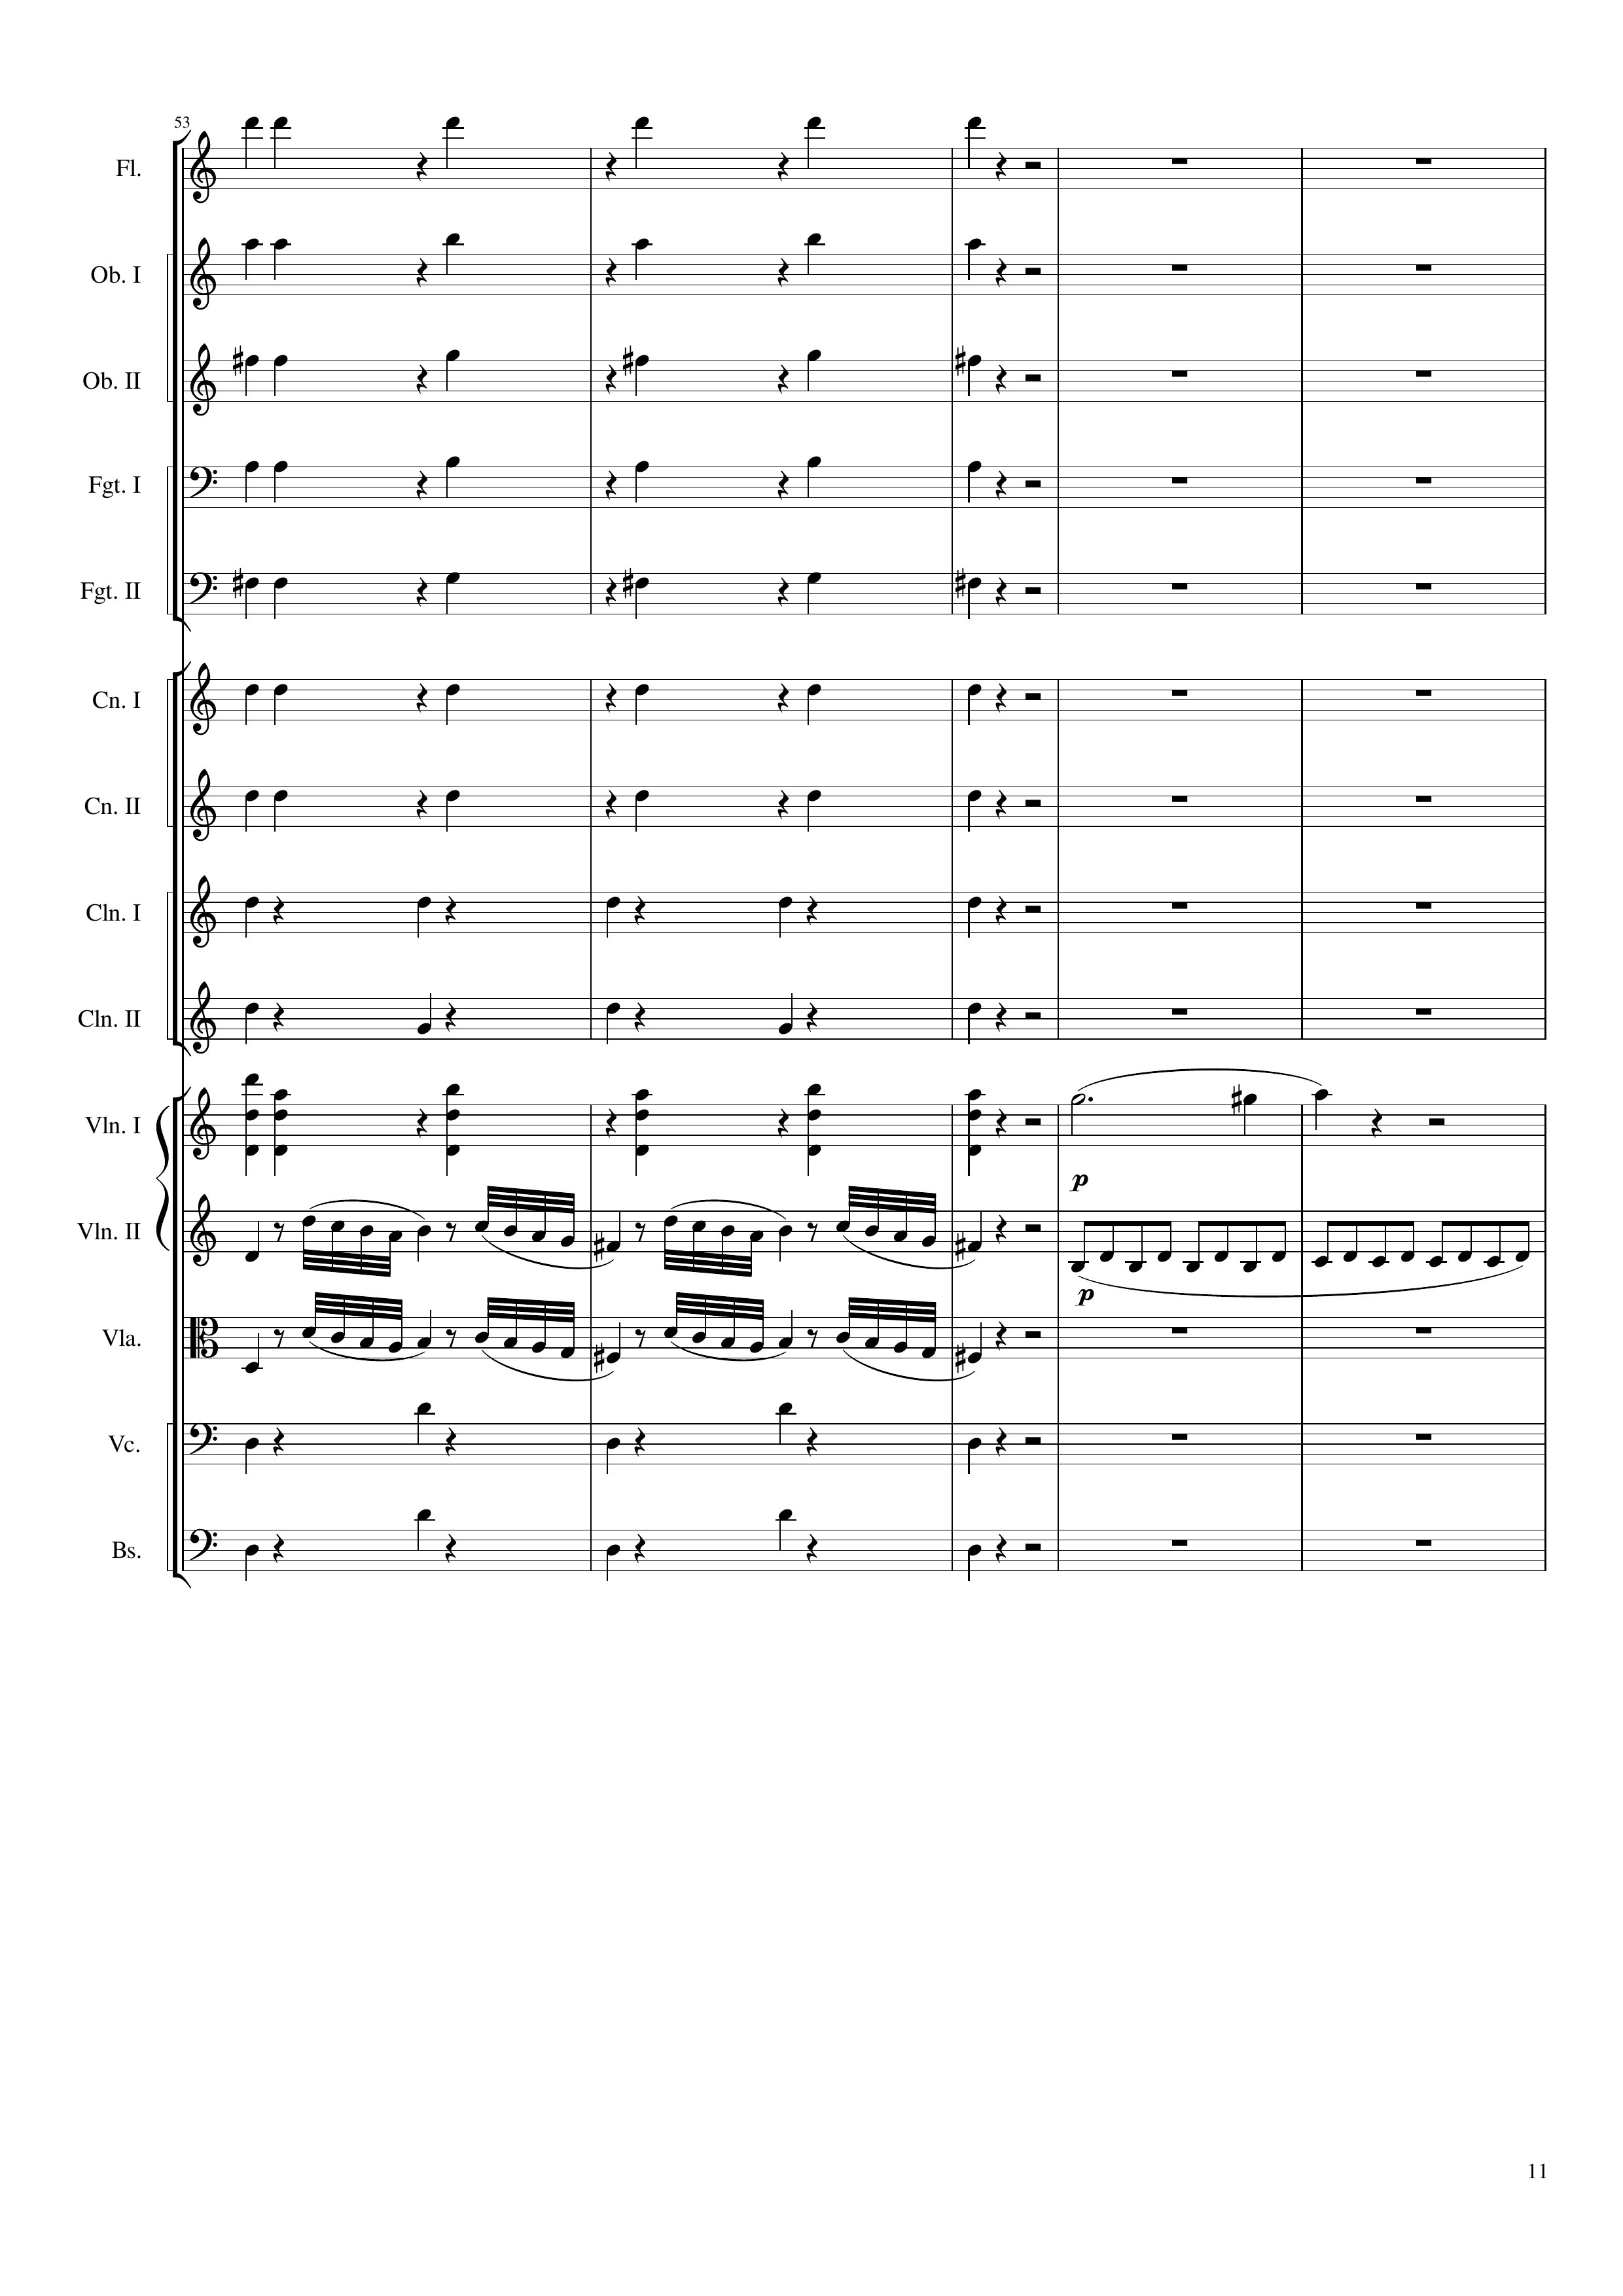 53
Fl.
Ob. I
Ob. II
Fgt. I
Fgt. II
Cn. I
Cn. II
Cln. I
Cln. II
Vln. I
p
Vln. II
p
Vla.
Vc.
Bs.
11